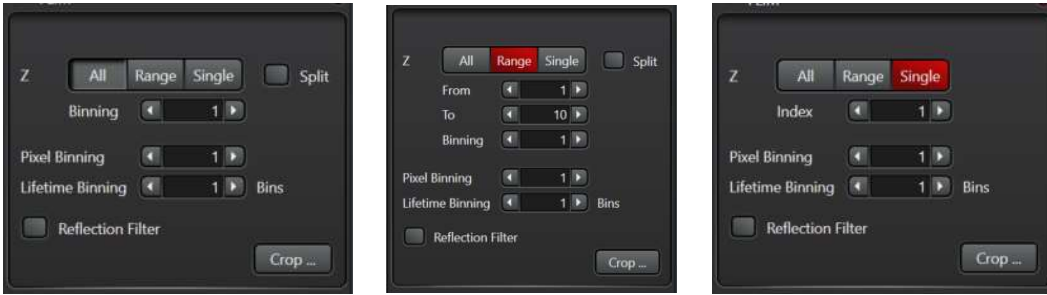 Z All Range Single Split
Binning 1
Pixel Binning 1
Lifetime Binning 1 Bins
Reflection Filter
Crop ...
Z All Range Single Split
From 1
To 10
Binning 1
Pixel Binning 1
Lifetime Binning 1 Bins
Reflection Filter
Crop ...
Z All Range Single
Index 1
Pixel Binning 1
Lifetime Binning 1 Bins
Reflection Filter
Crop ...